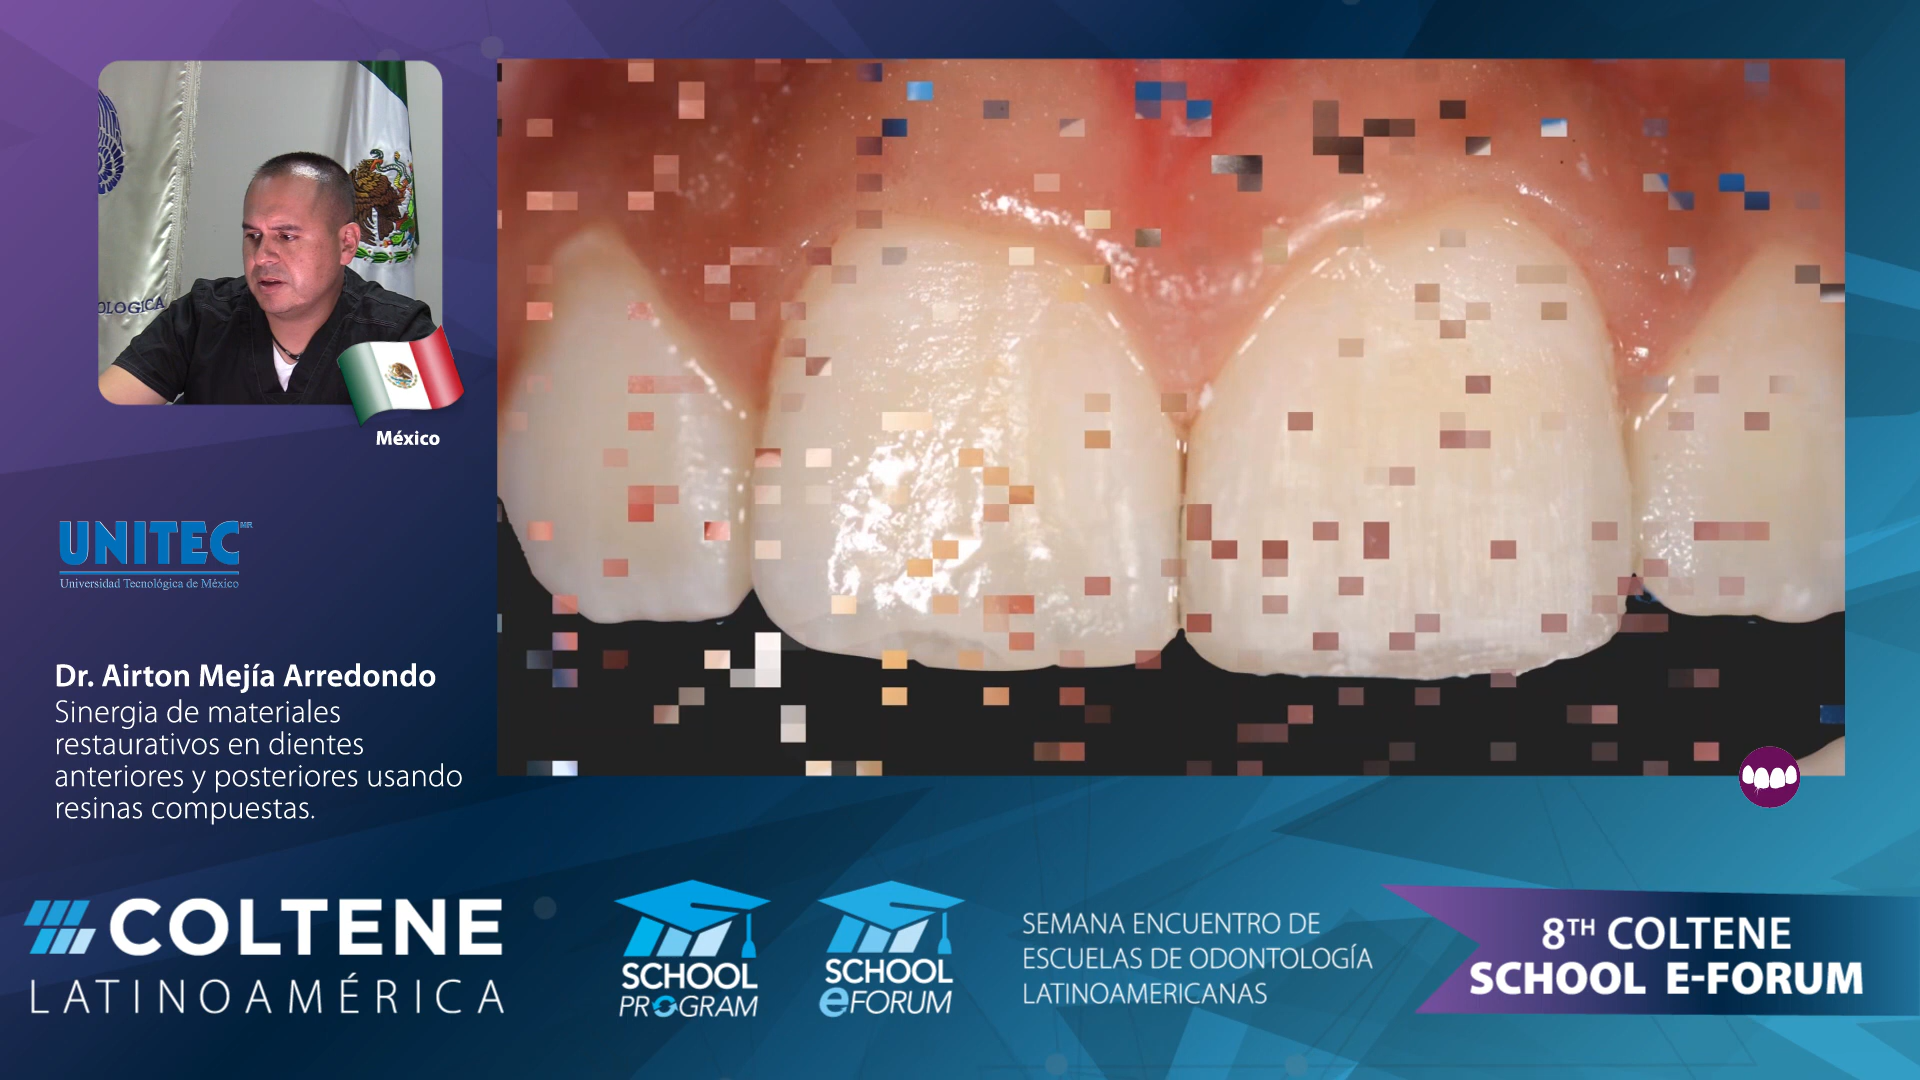 OLOGICA
México
UNITEC MR
Universidad Tecnológica de México
Dr. Airton Mejía Arredondo
Sinergia de materiales
restaurativos en dientes
anteriores y posteriores usando
resinas compuestas.
COLTENE
LATINOAMÉRICA
SCHOOL
PROGRAM
SCHOOL
eFORUM
SEMANA ENCUENTRO DE
ESCUELAS DE ODONTOLOGÍA
LATINOAMERICANAS
8TH COLTENE
SCHOOL E-FORUM